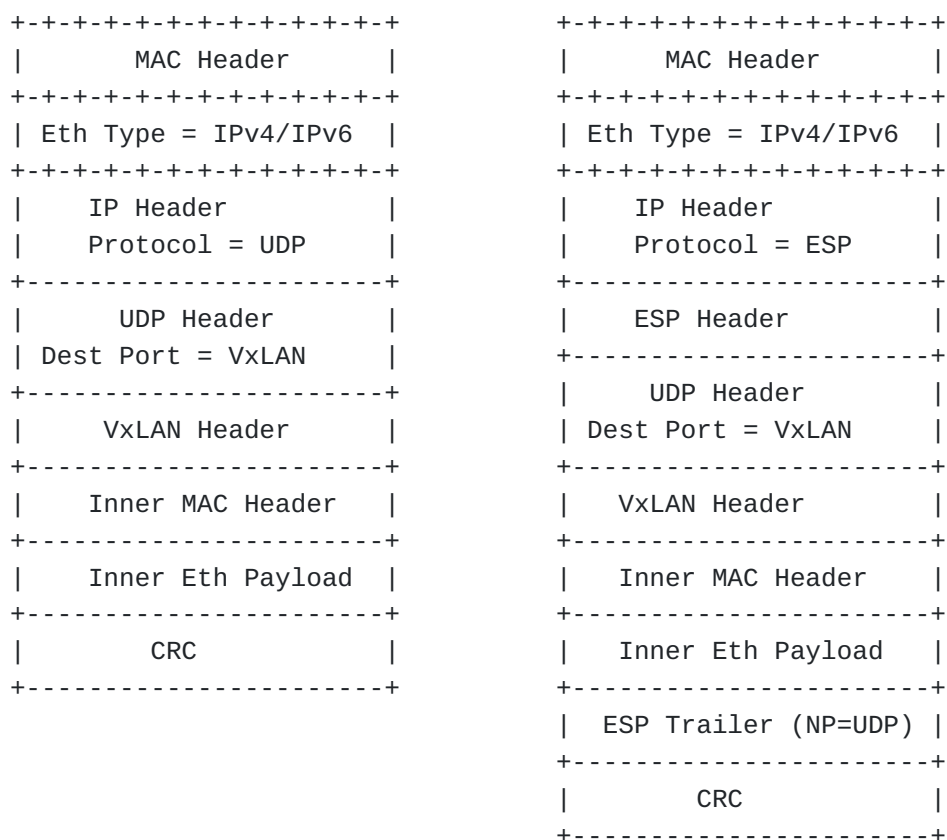 +-+-+-+-+-+-+-+-+-+-+-+-+          +-+-+-+-+-+-+-+-+-+-+-+-+
|       MAC Header      |          |      MAC Header       |
+-+-+-+-+-+-+-+-+-+-+-+-+          +-+-+-+-+-+-+-+-+-+-+-+-+
| Eth Type = IPv4/IPv6  |          | Eth Type = IPv4/IPv6  |
+-+-+-+-+-+-+-+-+-+-+-+-+          +-+-+-+-+-+-+-+-+-+-+-+-+
|    IP Header          |          |    IP Header          |
|    Protocol = UDP     |          |    Protocol = ESP     |
+-----------------------+          +-----------------------+
|      UDP Header       |          |    ESP Header         |
| Dest Port = VxLAN     |          +-----------------------+
+-----------------------+          |     UDP Header        |
|     VxLAN Header      |          | Dest Port = VxLAN     |
+-----------------------+          +-----------------------+
|    Inner MAC Header   |          |   VxLAN Header        |
+-----------------------+          +-----------------------+
|    Inner Eth Payload  |          |   Inner MAC Header    |
+-----------------------+          +-----------------------+
|        CRC            |          |   Inner Eth Payload   |
+-----------------------+          +-----------------------+
                                   |  ESP Trailer (NP=UDP) |
                                   +-----------------------+
                                   |        CRC            |
                                   +-----------------------+